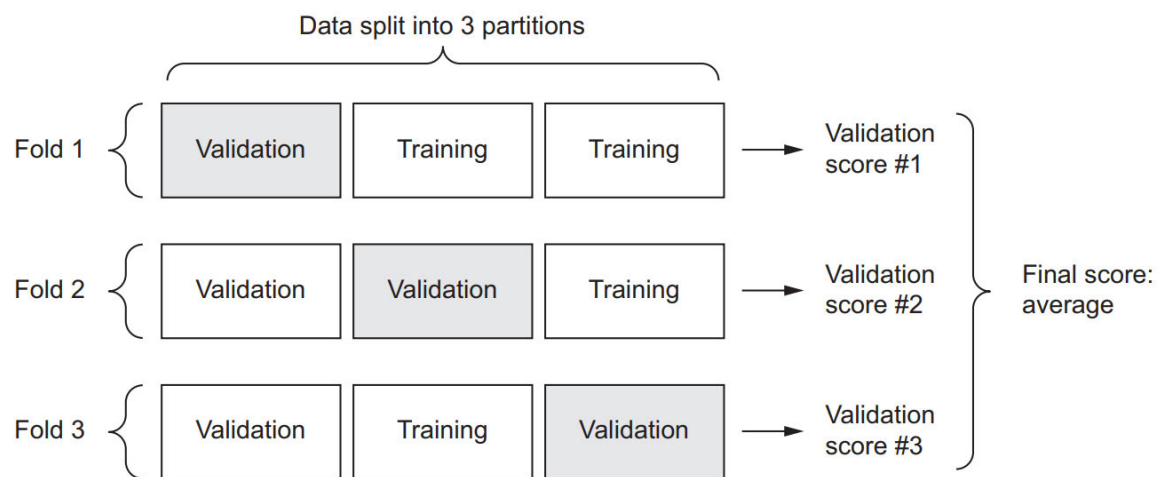 Data split into 3 partitions
Fold 1
Validation
Training
Training
Validation
score #1
Fold 2
Validation
Validation
Training
Validation
score #2
Final score:
average
Fold 3
Validation
Training
Validation
Validation
score #3